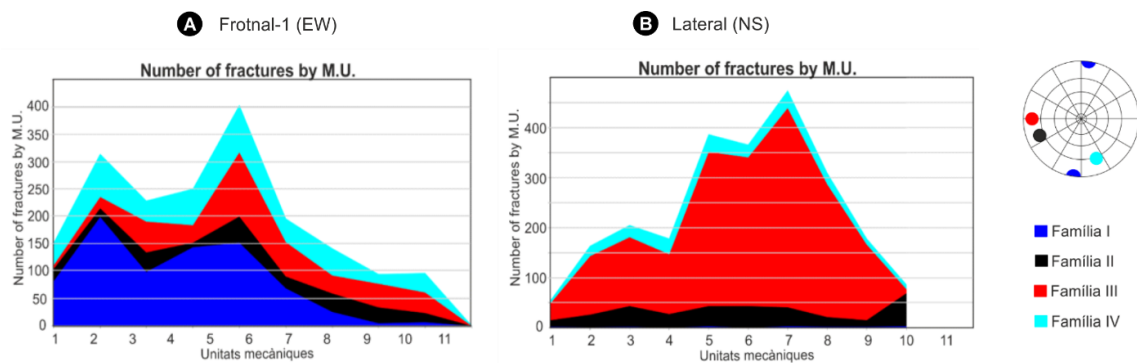 A Frotnal-1 (EW)
Number of fractures by M.U.
Number of fractures by M.U.
400
350
300
250
200
150
100
50
0
1 2 3 4 5 6 7 8 9 10 11
Unitats mecàniques
B Lateral (NS)
Number of fractures by M.U.
Number of fractures by M.U.
400
300
200
100
0
1 2 3 4 5 6 7 8 9 10 11
Unitats mecàniques
Família I
Família II
Família III
Família IV